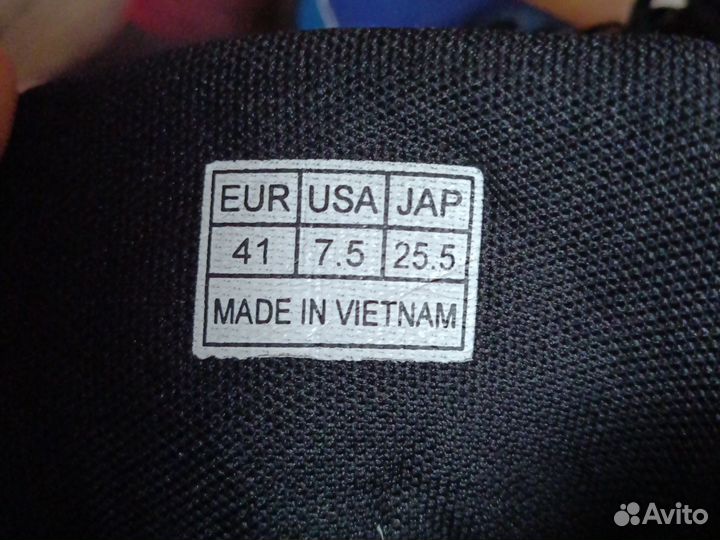 EUR USA JAP
41 7.5 25.5
MADE IN VIETNAM
Avito